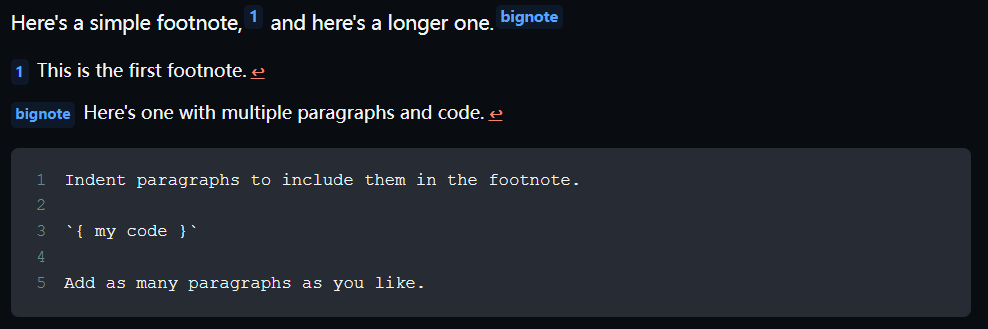 Here's a simple footnote,1 and here's a longer one.bignote
1 This is the first footnote. ↩
bignote Here's one with multiple paragraphs and code. ↩
1 Indent paragraphs to include them in the footnote.
2
3 `{ my code }`
4
5 Add as many paragraphs as you like.